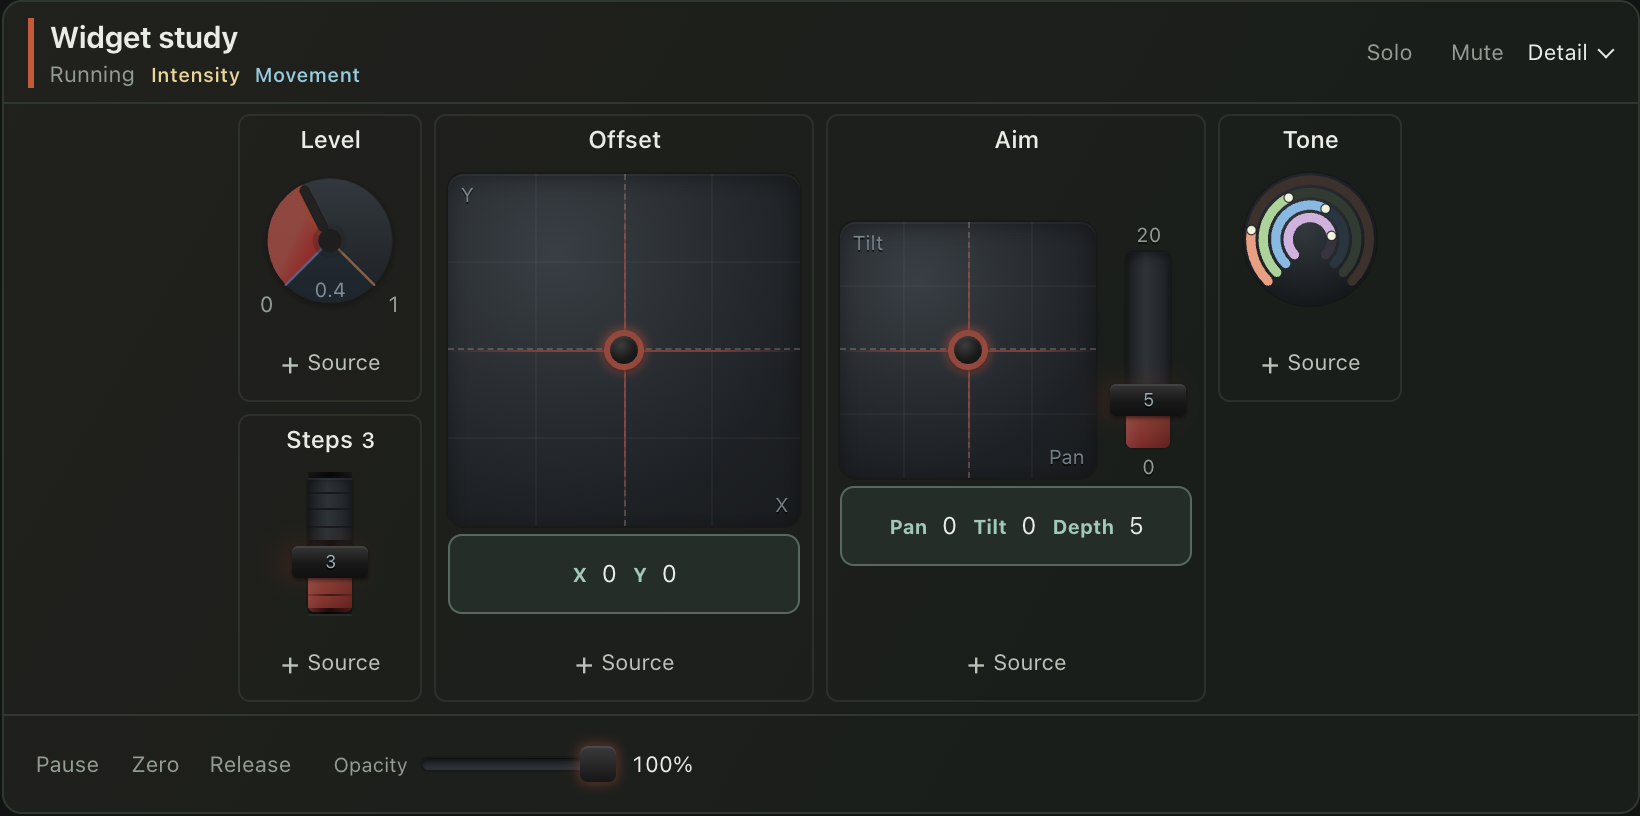 Widget study
Running Intensity Movement
Solo Mute Detail
Level
0.4
0 1
+ Source
Steps 3
3
+ Source
Offset
Y
X
X 0 Y 0
+ Source
Aim
Tilt
Pan
20
5
0
Pan 0 Tilt 0 Depth 5
+ Source
Tone
+ Source
Pause Zero Release Opacity 100%